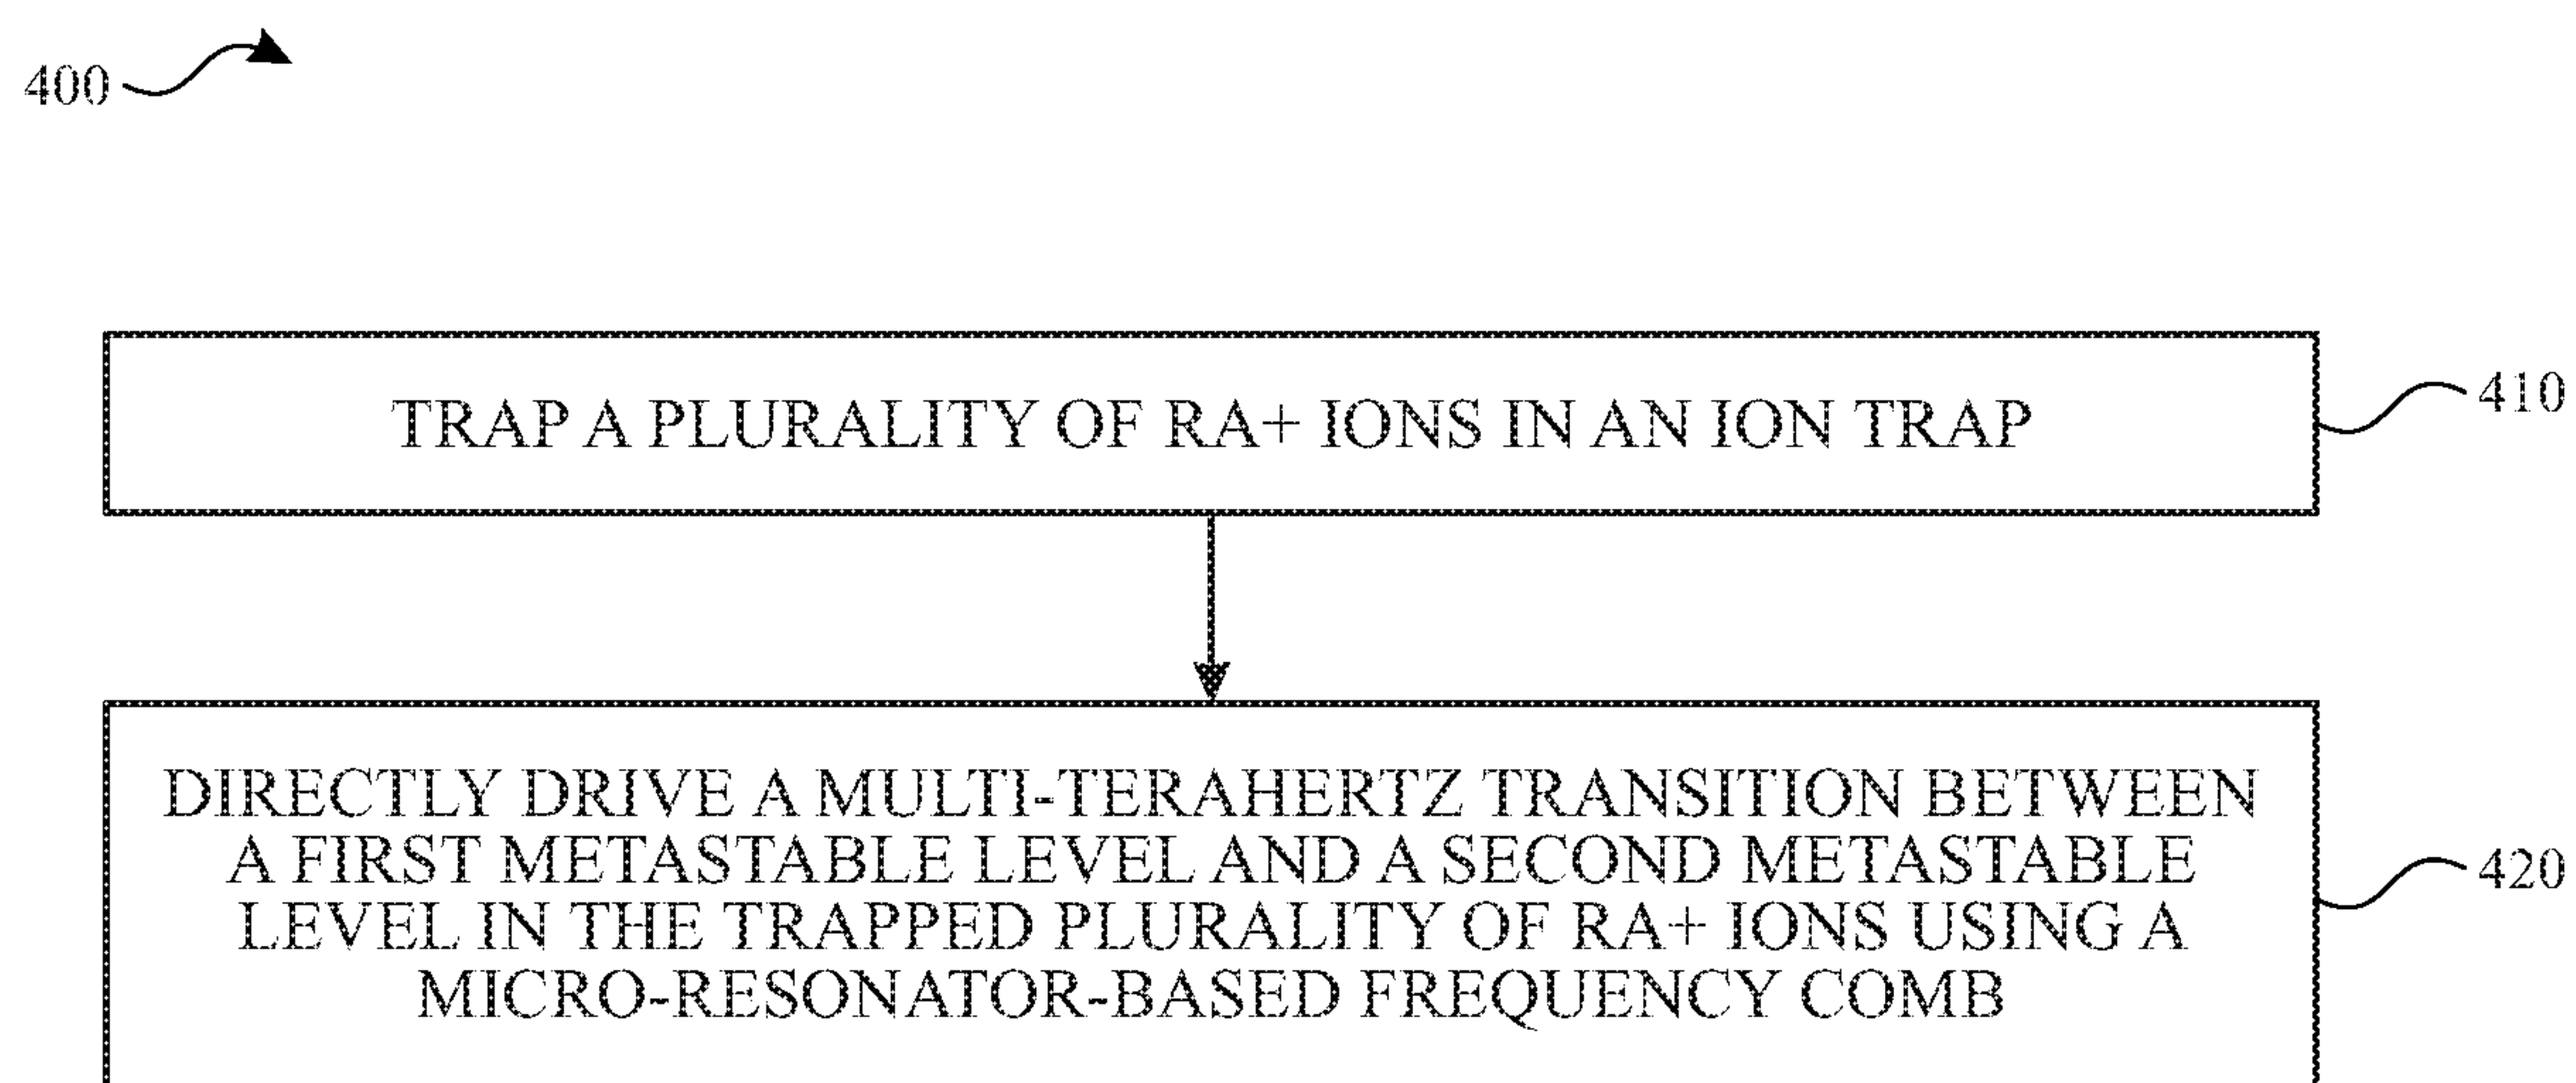 400
TRAP A PLURALITY OF RA+ IONS IN AN ION TRAP
410
DIRECTLY DRIVE A MULTI-TERAHERTZ TRANSITION BETWEEN
A FIRST METASTABLE LEVEL AND A SECOND METASTABLE
LEVEL IN THE TRAPPED PLURALITY OF RA+ IONS USING A
MICRO-RESONATOR-BASED FREQUENCY COMB
420